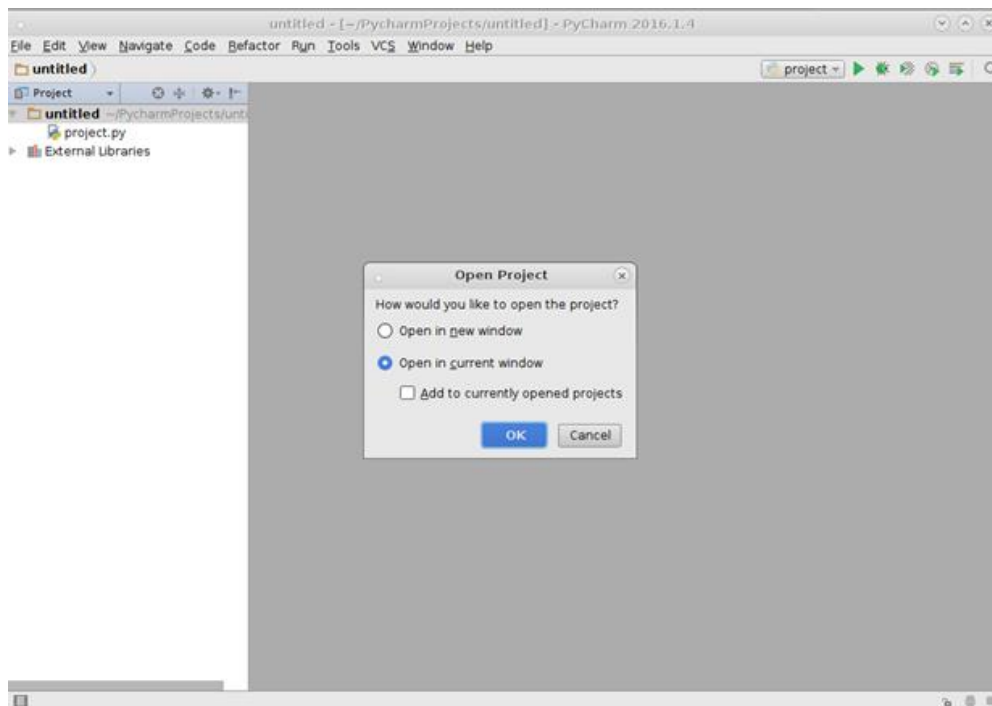 untitled - [~/PycharmProjects/untitled] - PyCharm 2016.1.4
File Edit View Navigate Code Refactor Run Tools VCS Window Help
untitled
project
Project
untitled ~/PycharmProjects/unti
project.py
External Libraries
Open Project
How would you like to open the project?
Open in new window
Open in current window
Add to currently opened projects
OK Cancel